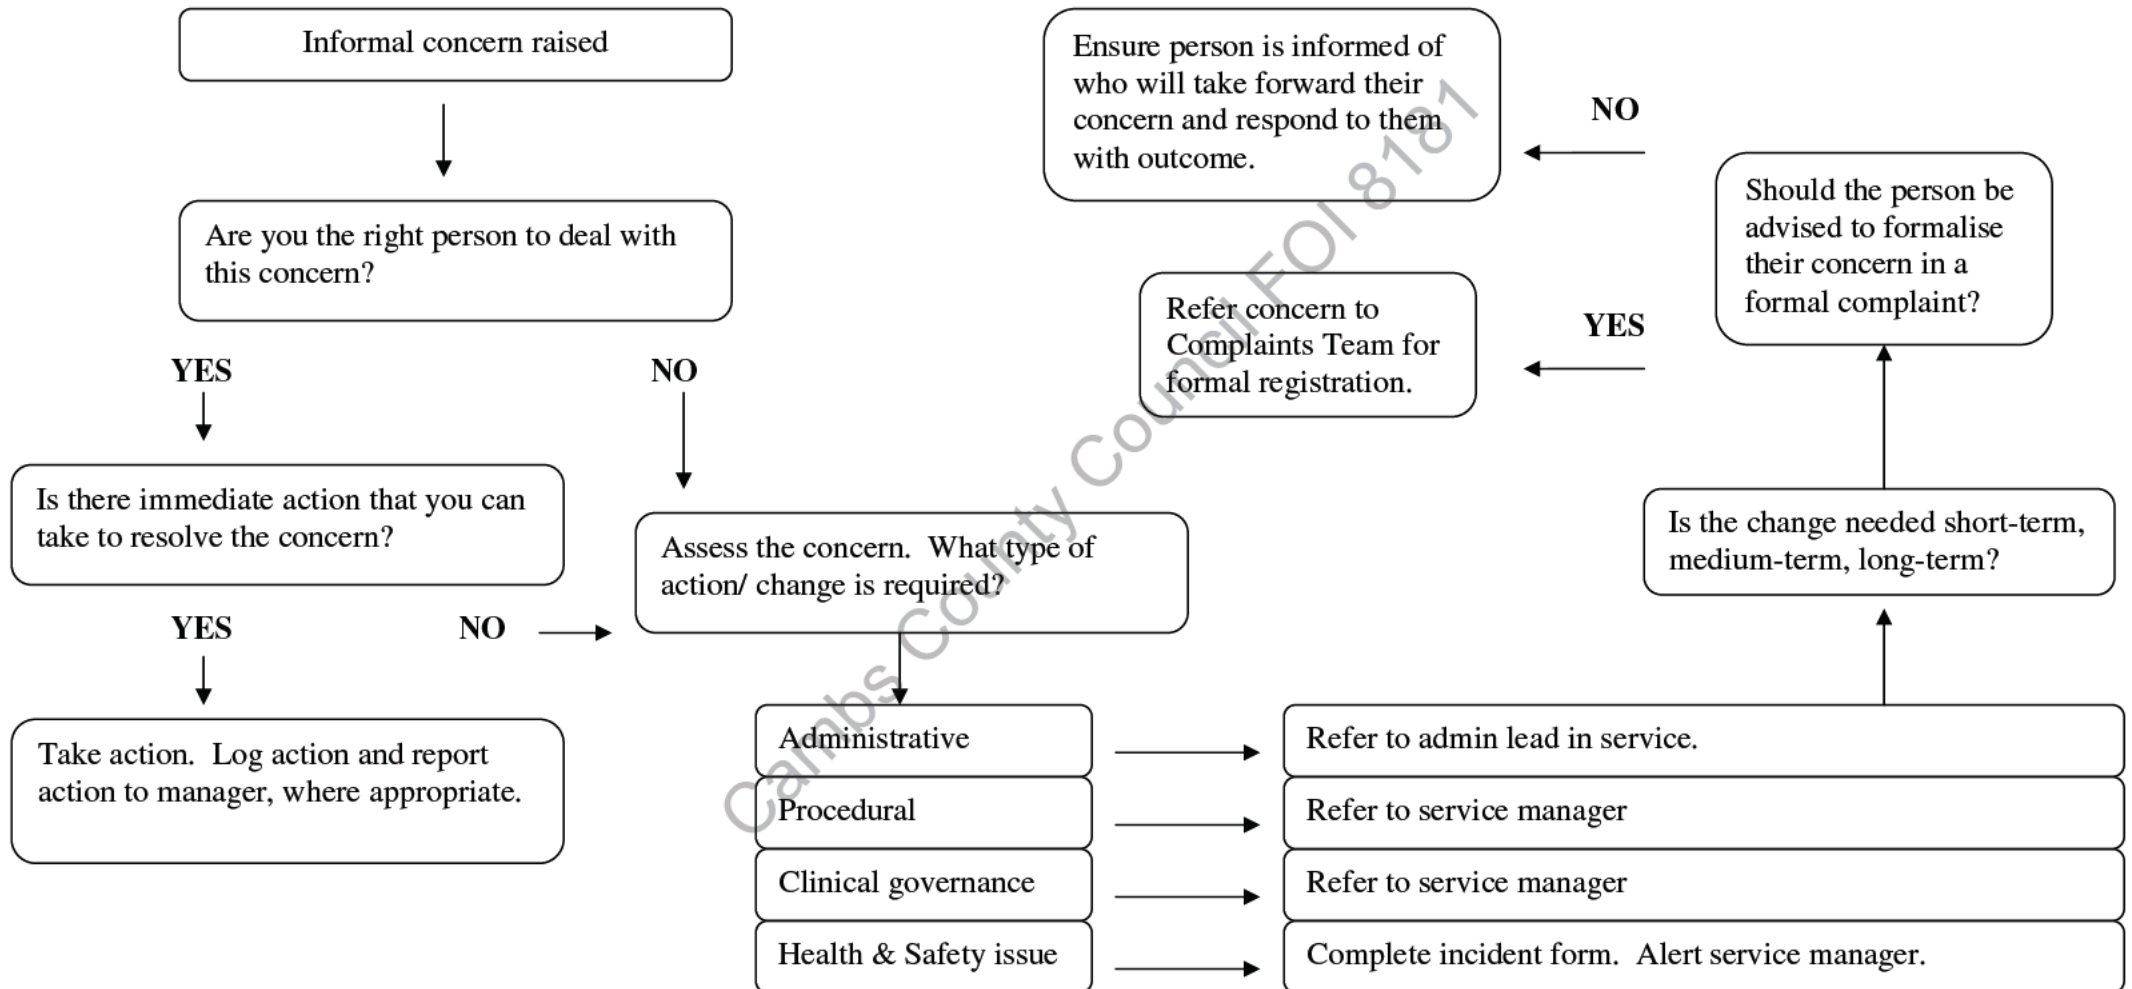 Informal concern raised
Are you the right person to deal with
this concern?
YES
NO
Is there immediate action that you can
take to resolve the concern?
YES
NO
Take action.  Log action and report
action to manager, where appropriate.
Assess the concern.  What type of
action/ change is required?
Administrative
Refer to admin lead in service.
Procedural
Refer to service manager
Clinical governance
Refer to service manager
Health & Safety issue
Complete incident form.  Alert service manager.
Is the change needed short-term,
medium-term, long-term?
Should the person be
advised to formalise
their concern in a
formal complaint?
NO
Ensure person is informed of
who will take forward their
concern and respond to them
with outcome.
YES
Refer concern to
Complaints Team for
formal registration.
Cambs County Council FOI 8181